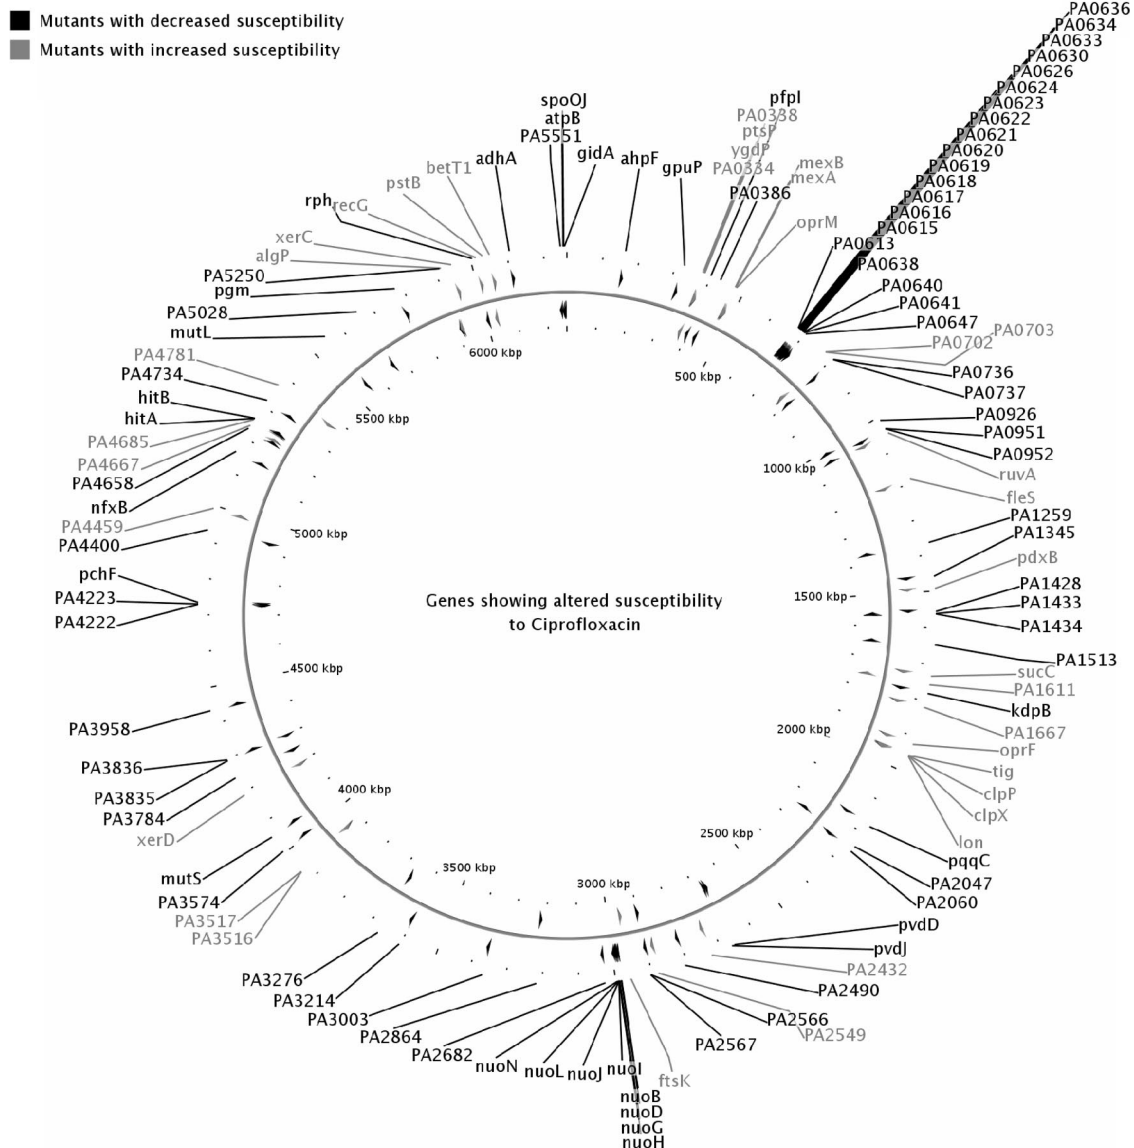 Mutants with decreased susceptibility
Mutants with increased susceptibility
PA0636
PA0634
PA0633
PA0630
PA0626
PA0624
PA0623
PA0622
PA0621
PA0620
PA0619
PA0618
PA0617
PA0616
PA0615
PA0613
PA0638
PA0640
PA0641
PA0647
PA0703
PA0702
PA0736
PA0737
PA0926
PA0951
PA0952
ruvA
fleS
PA1259
PA1345
pdxB
PA1428
PA1433
PA1434
PA1513
sucC
PA1611
kdpB
PA1667
oprF
tig
clpP
clpX
lon
pqqC
PA2047
PA2060
pvdD
pvdJ
PA2432
PA2490
PA2566
PA2549
PA2567
ftsK
nuoI
nuoB
nuoD
nuoG
nuoH
nuoJ
nuoL
nuoN
PA2682
PA2864
PA3003
PA3214
PA3276
PA3516
PA3517
PA3574
mutS
xerD
PA3784
PA3835
PA3836
PA3958
PA4222
PA4223
pchF
PA4400
PA4459
nfxB
PA4658
PA4667
PA4685
hitA
hitB
PA4734
PA4781
mutL
PA5028
pgm
PA5250
algP
xerC
rph
recG
pstB
betT1
adhA
PA5551
atpB
spoOJ
gidA
ahpF
gpuP
pfpI
PA0338
ptsP
ygdP
PA0334
PA0386
mexB
mexA
oprM
500 kbp
1000 kbp
1500 kbp
2000 kbp
2500 kbp
3000 kbp
3500 kbp
4000 kbp
4500 kbp
5000 kbp
5500 kbp
6000 kbp
Genes showing altered susceptibility
to Ciprofloxacin